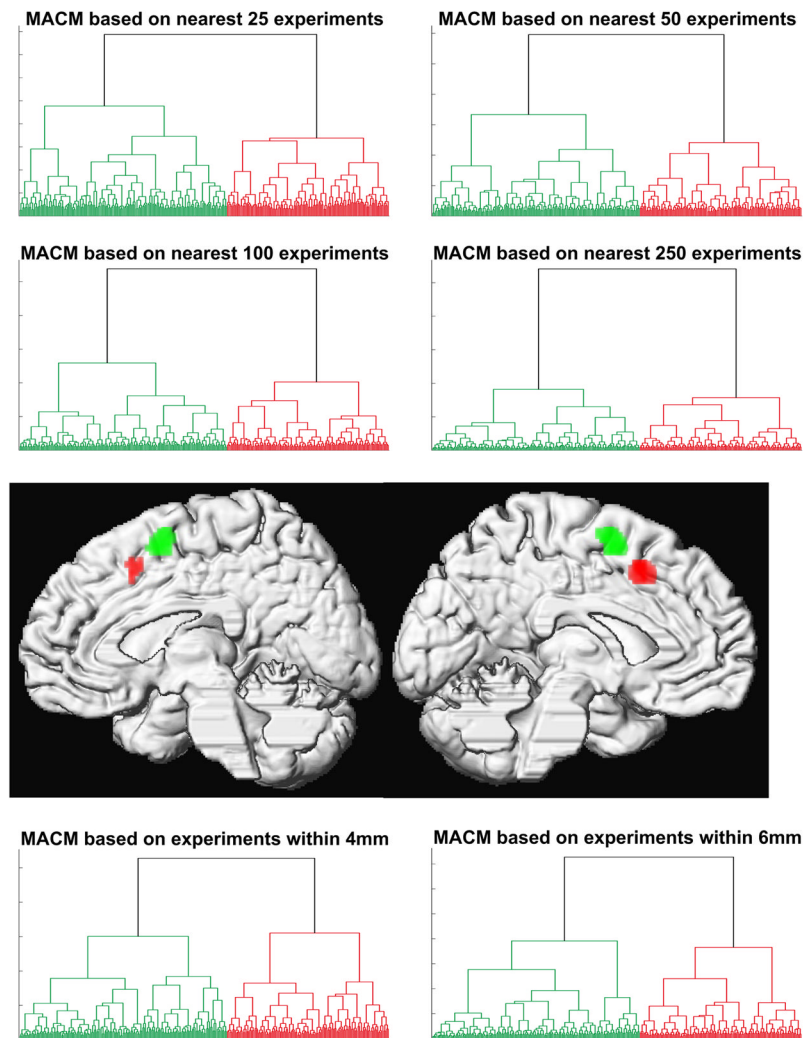 MACM based on nearest 25 experiments
MACM based on nearest 50 experiments
MACM based on nearest 100 experiments
MACM based on nearest 250 experiments
MACM based on experiments within 4mm
MACM based on experiments within 6mm